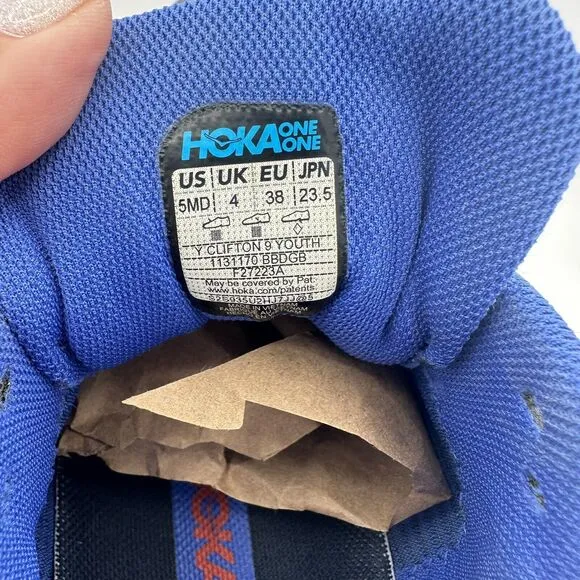 HOKA ONE ONE
US UK EU JPN
5MD 4 38 23.5
Y CLIFTON 9 YOUTH
1131170 BBDGB
F27223A
May be covered by Pat.
www.hoka.com/patents
MADE IN VIETNAM
HOKA